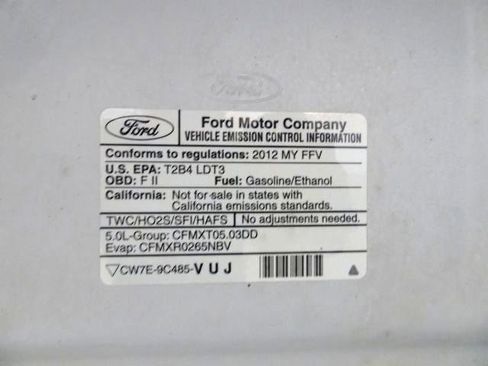 Ford
Ford
Ford Motor Company
VEHICLE EMISSION CONTROL INFORMATION
Conforms to regulations: 2012 MY FFV
U.S. EPA: T2B4 LDT3
OBD: F II Fuel: Gasoline/Ethanol
California: Not for sale in states with
California emissions standards.
TWC/HO2S/SFI/HAFS No adjustments needed.
5.0L-Group: CFMXT05.03DD
Evap: CFMXR0265NBV
CW7E-9C485-V U J